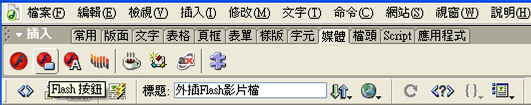 檔案(F) 編輯(E) 檢視(V) 插入(I) 修改(M) 文字(T) 命令(C) 網站(S) 視窗(W) 說明(H)
▼ 插入 常用 版面 文字 表格 頁框 表單 樣版 字元 媒體 檔頭 Script 應用程式
Flash 按鈕
標題: 外插Flash影片檔